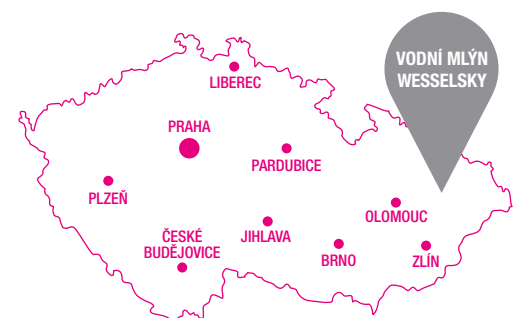 VODNÍ MLÝN
WESSELSKY
LIBEREC
PRAHA
PARDUBICE
PLZEŇ
OLOMOUC
ČESKÉ
BUDĚJOVICE
JIHLAVA
BRNO
ZLÍN